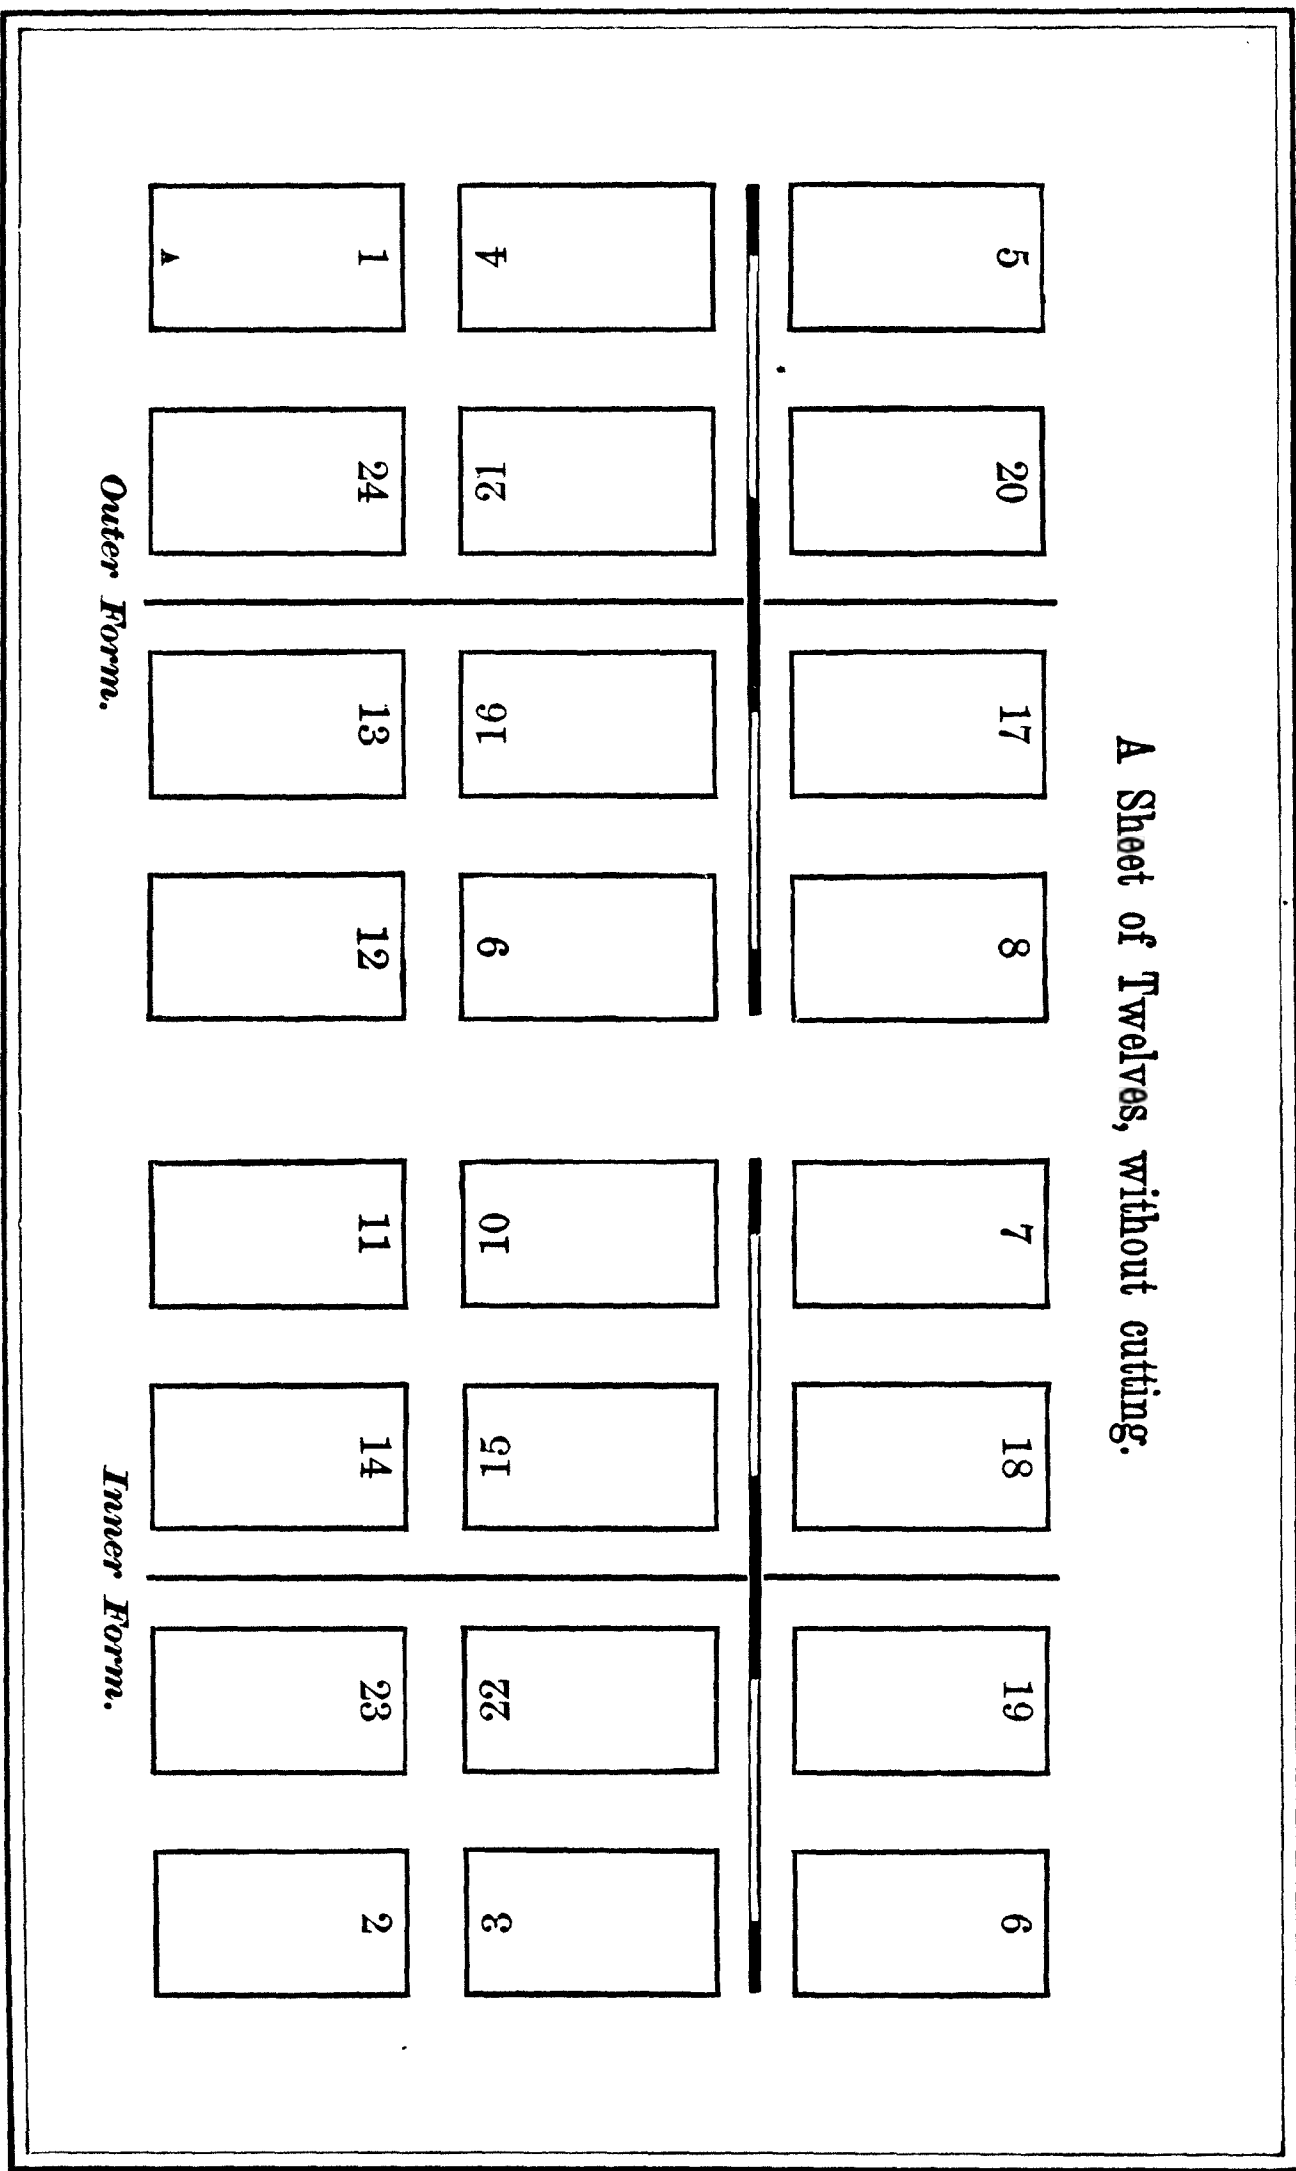 A Sheet of Twelves, without cutting.
5 20 17 8 7 18 19 6
4 21 16 9 10 15 22 3
1 24 13 12 11 14 23 2
A
Outer Form. Inner Form.